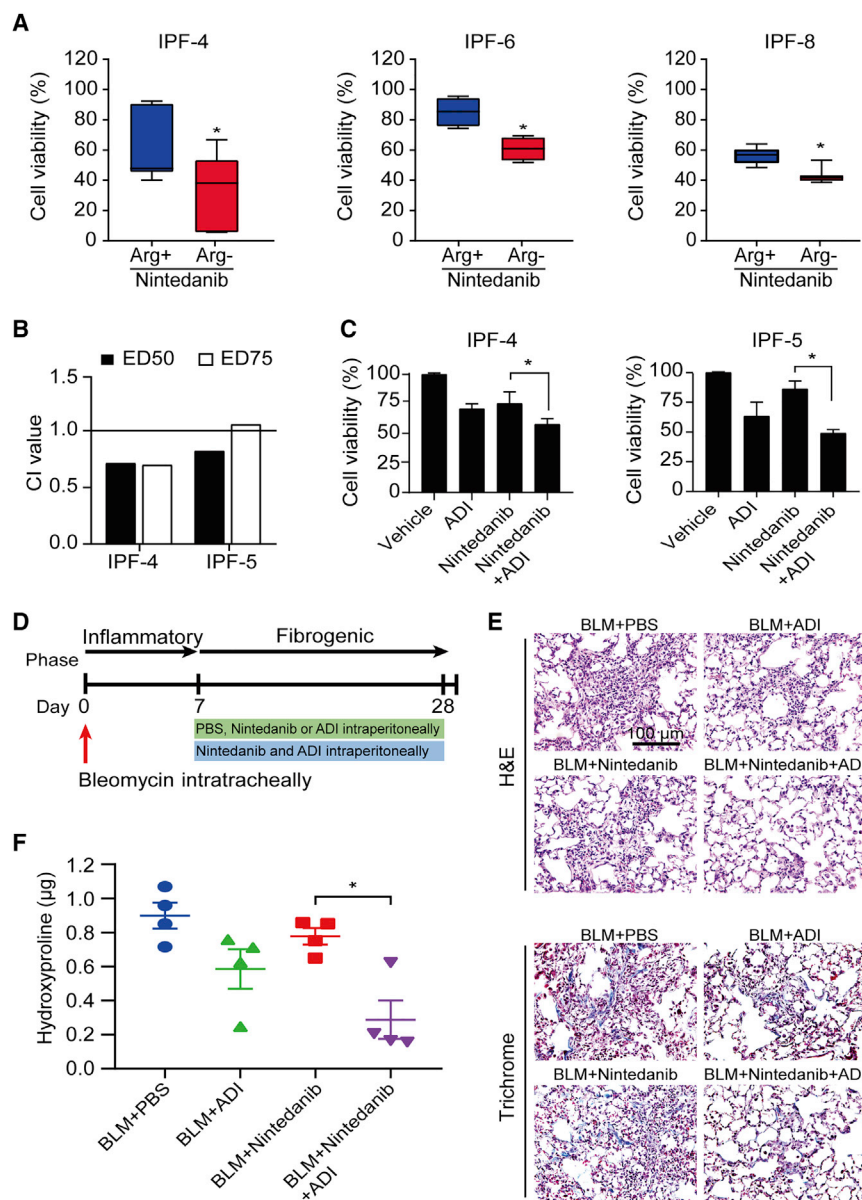 A
IPF-4
IPF-6
IPF-8
Cell viability (%)
120
100
80
60
40
20
0
*
Arg+ Arg-
Nintedanib
Cell viability (%)
120
100
80
60
40
20
0
*
Arg+ Arg-
Nintedanib
Cell viability (%)
120
100
80
60
40
20
0
*
Arg+ Arg-
Nintedanib
B
ED50 ED75
CI value
1.5
1.0
0.5
0.0
IPF-4 IPF-5
C
IPF-4
Cell viability (%)
100
75
50
25
0
*
Vehicle
ADI
Nintedanib
Nintedanib
+ADI
IPF-5
Cell viability (%)
100
75
50
25
0
*
Vehicle
ADI
Nintedanib
Nintedanib
+ADI
D
Inflammatory Fibrogenic
Phase
Day 0 7 28
PBS, Nintedanib or ADI intraperitoneally
Nintedanib and ADI intraperitoneally
Bleomycin intratracheally
E
H&E
BLM+PBS BLM+ADI
100 µm
BLM+Nintedanib BLM+Nintedanib+AD
Trichrome
BLM+PBS BLM+ADI
BLM+Nintedanib BLM+Nintedanib+AD
F
Hydroxyproline (µg)
1.2
1.0
0.8
0.6
0.4
0.2
0.0
*
BLM+PBS
BLM+ADI
BLM+Nintedanib
BLM+Nintedanib
+ADI